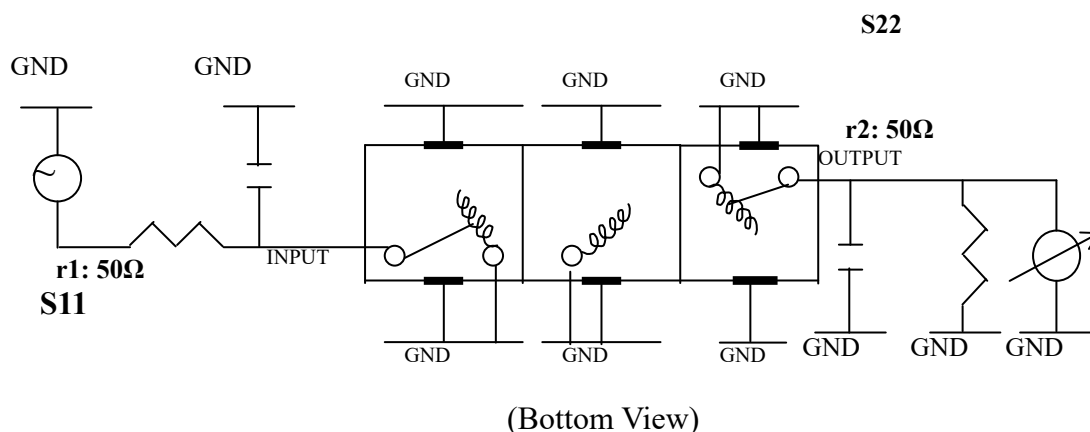 S22
GND
GND
GND
GND
GND
r2: 50Ω
OUTPUT
INPUT
r1: 50Ω
S11
GND
GND
GND
GND
GND
GND
(Bottom View)